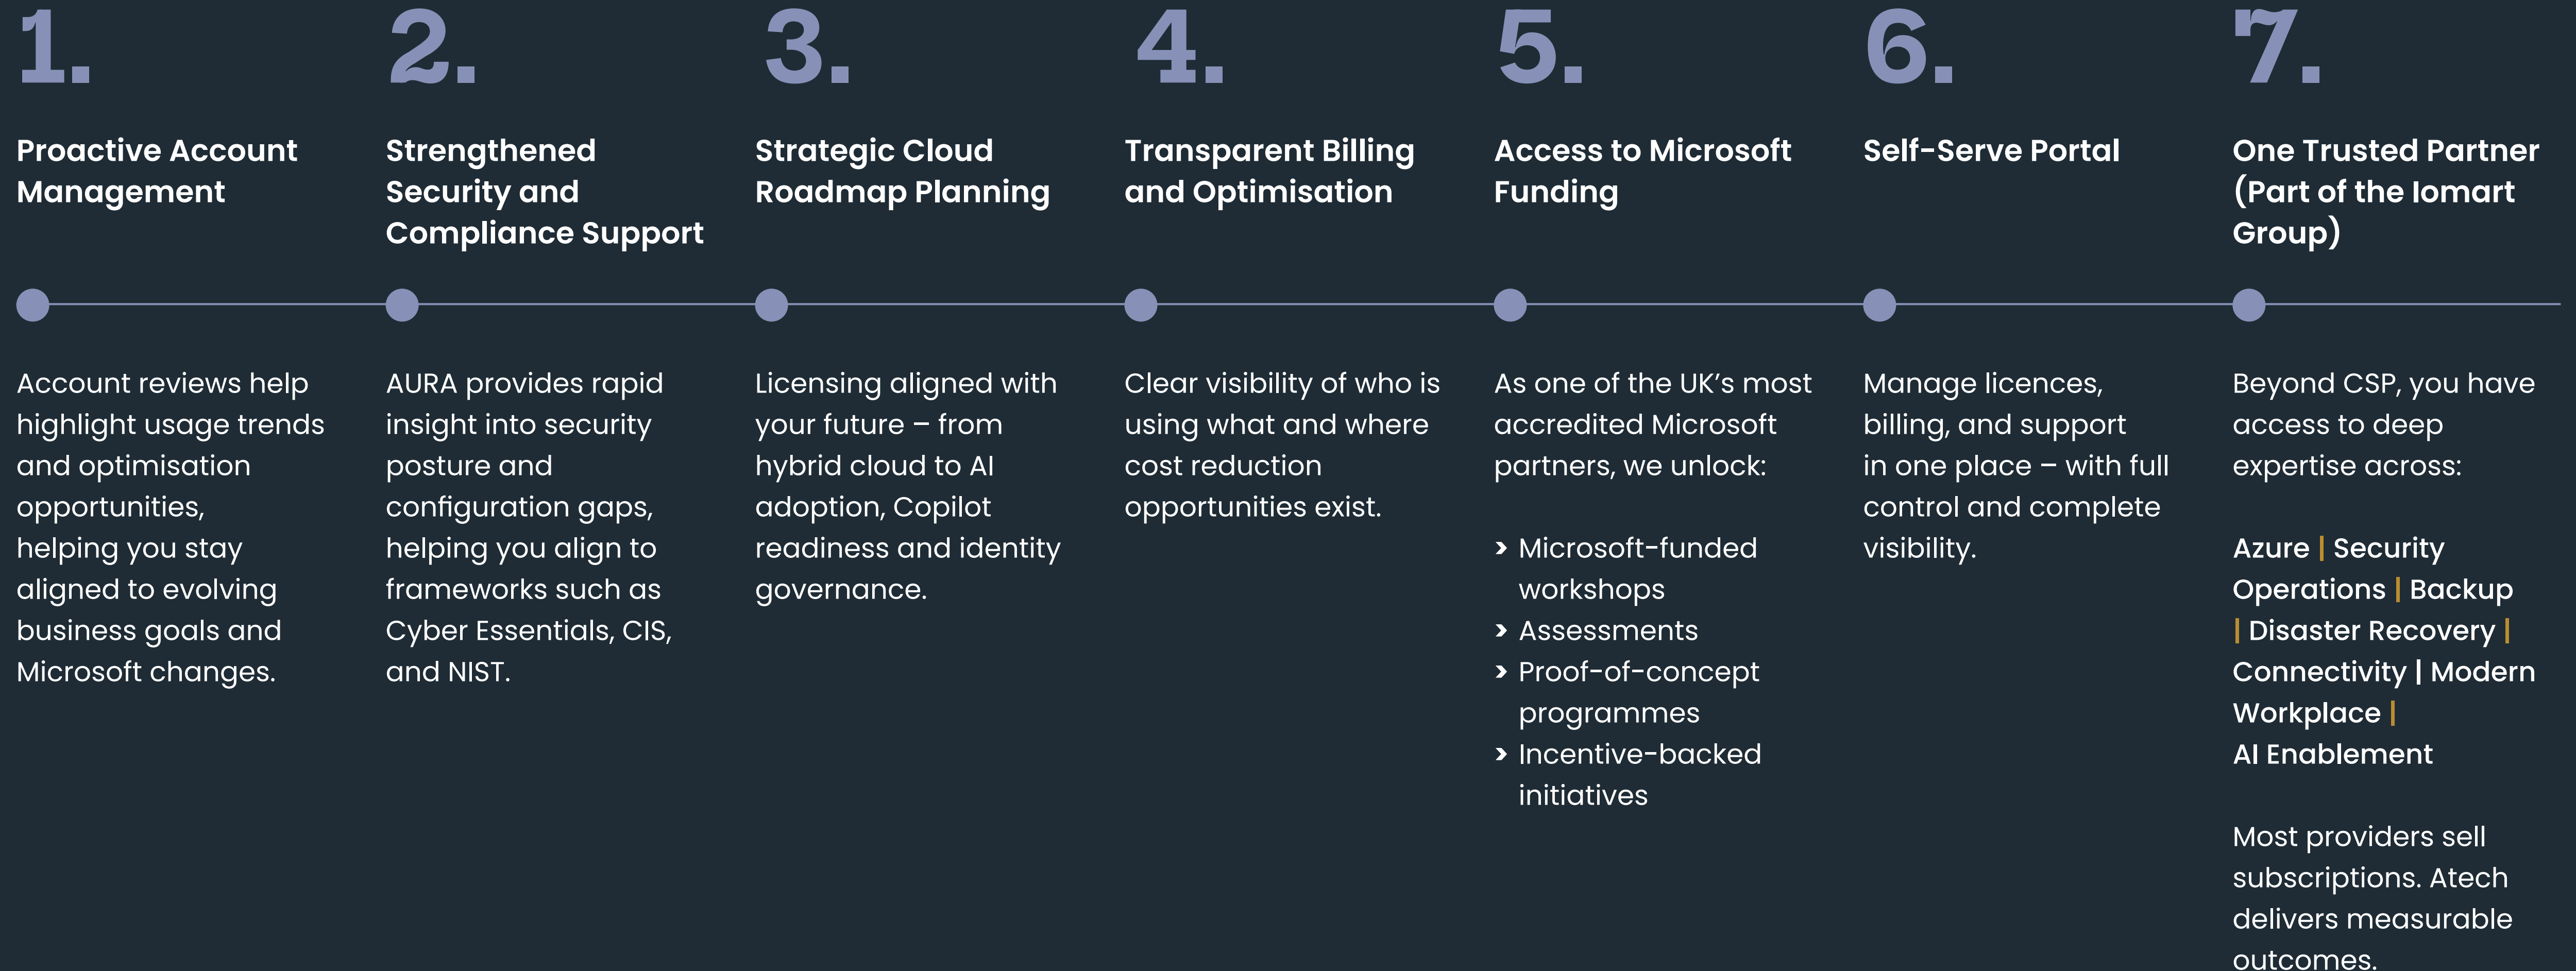 1.
Proactive Account
Management
Account reviews help
highlight usage trends
and optimisation
opportunities,
helping you stay
aligned to evolving
business goals and
Microsoft changes.
2.
Strengthened
Security and
Compliance Support
AURA provides rapid
insight into security
posture and
configuration gaps,
helping you align to
frameworks such as
Cyber Essentials, CIS,
and NIST.
3.
Strategic Cloud
Roadmap Planning
Licensing aligned with
your future – from
hybrid cloud to AI
adoption, Copilot
readiness and identity
governance.
4.
Transparent Billing
and Optimisation
Clear visibility of who is
using what and where
cost reduction
opportunities exist.
5.
Access to Microsoft
Funding
As one of the UK’s most
accredited Microsoft
partners, we unlock:
› Microsoft-funded
workshops
› Assessments
› Proof-of-concept
programmes
› Incentive-backed
initiatives
6.
Self-Serve Portal
Manage licences,
billing, and support
in one place – with full
control and complete
visibility.
7.
One Trusted Partner
(Part of the Iomart
Group)
Beyond CSP, you have
access to deep
expertise across:
Azure | Security
Operations | Backup
| Disaster Recovery |
Connectivity | Modern
Workplace |
AI Enablement
Most providers sell
subscriptions. Atech
delivers measurable
outcomes.